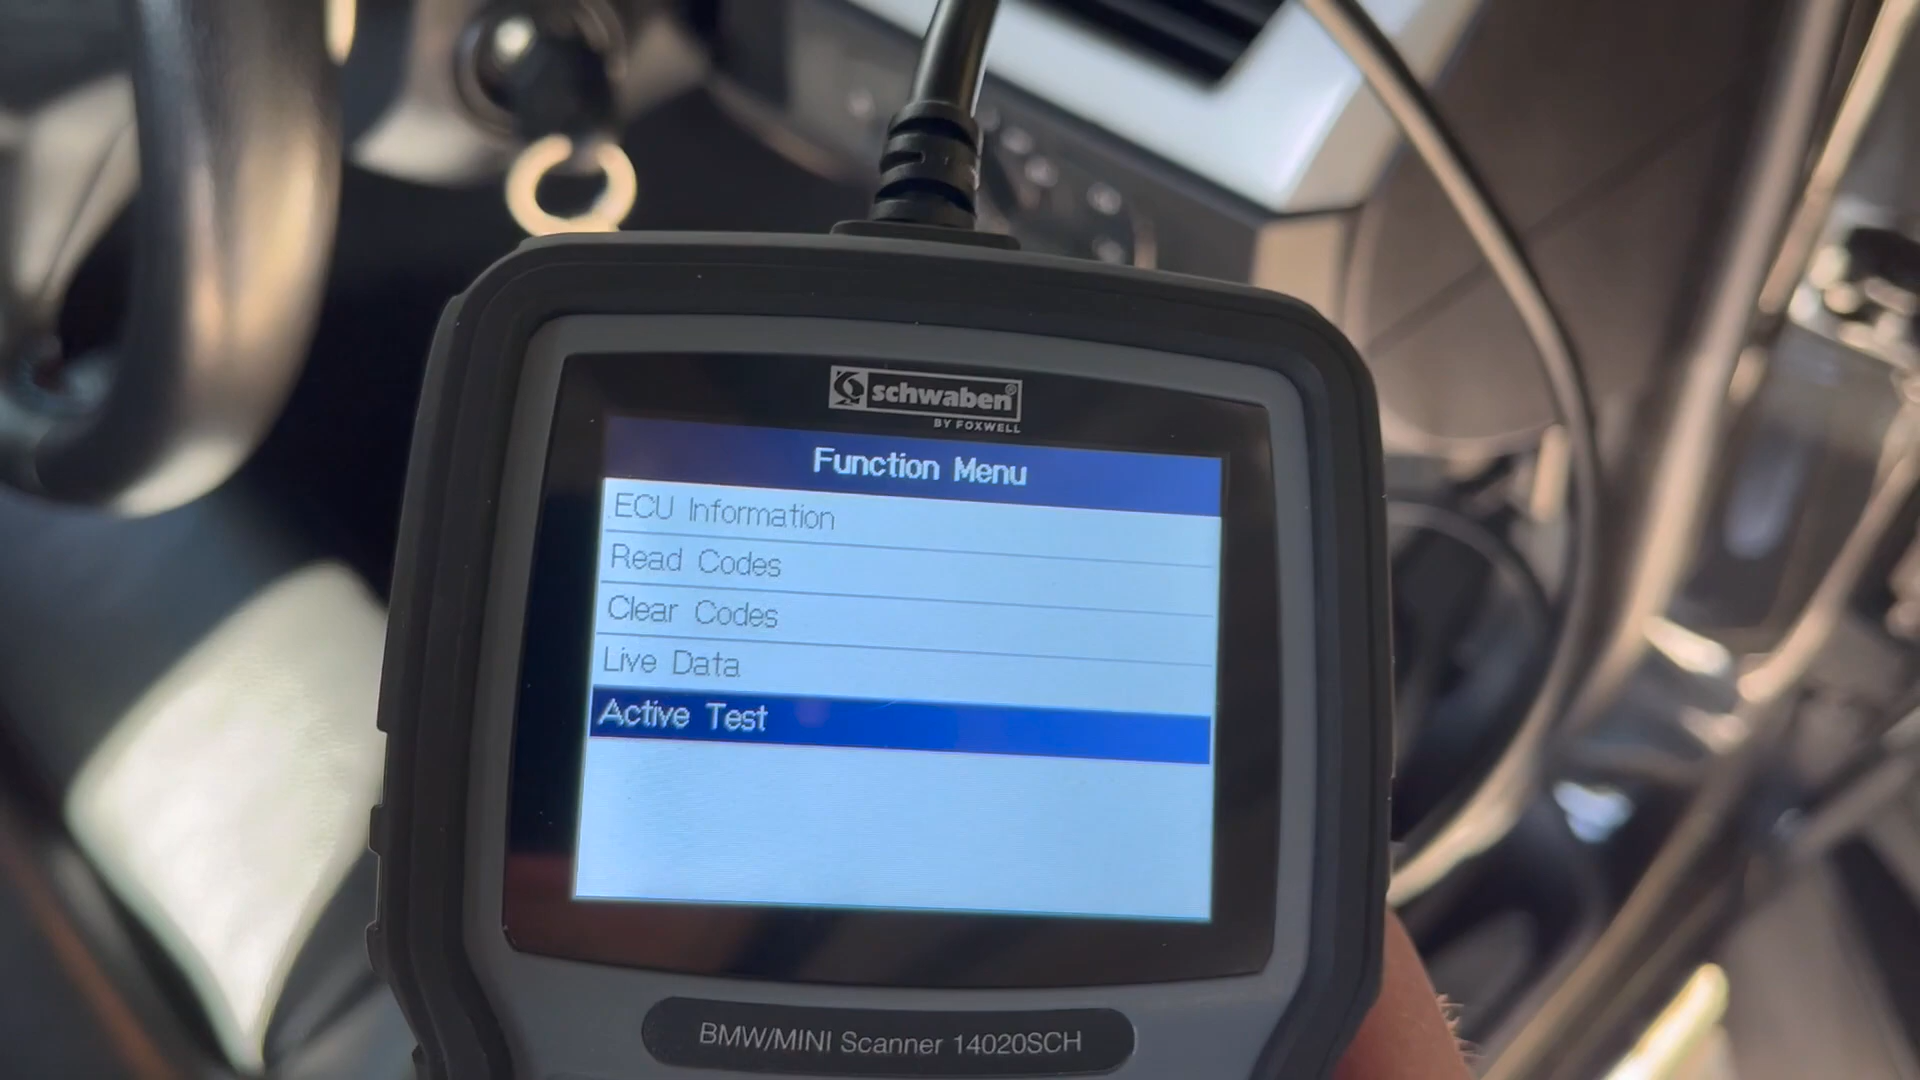 schwaben®
BY FOXWELL
Function Menu
ECU Information
Read Codes
Clear Codes
Live Data
Active Test
BMW/MINI Scanner 14020SCH